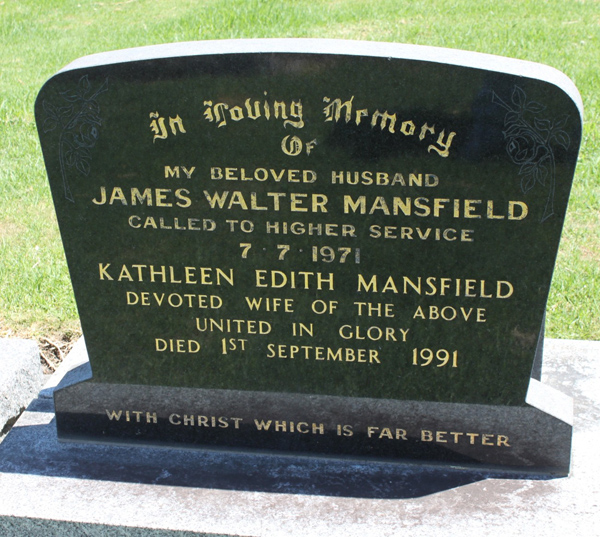 In Loving Memory
Of
MY BELOVED HUSBAND
JAMES WALTER MANSFIELD
CALLED TO HIGHER SERVICE
7·7·1971
KATHLEEN EDITH MANSFIELD
DEVOTED WIFE OF THE ABOVE
UNITED IN GLORY
DIED 1ST SEPTEMBER 1991
WITH CHRIST WHICH IS FAR BETTER